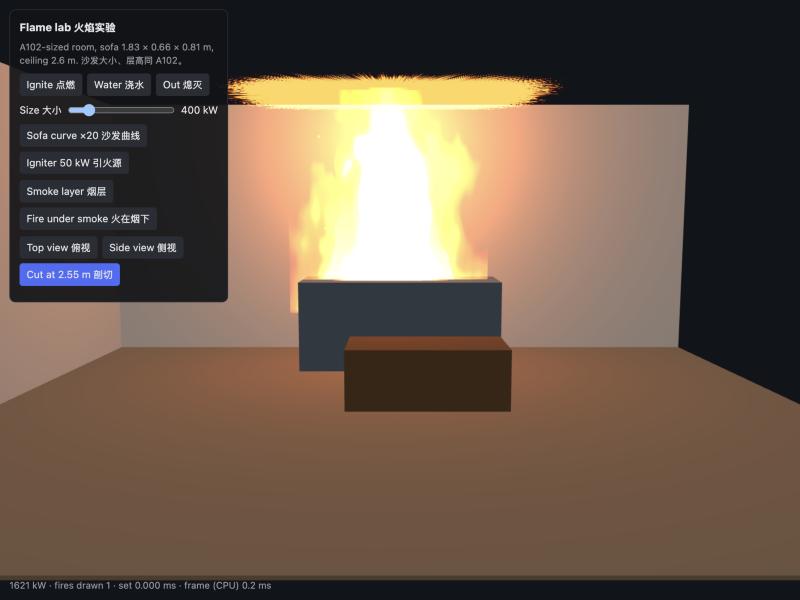 Flame lab 火焰实验
A102-sized room, sofa 1.83 × 0.66 × 0.81 m,
ceiling 2.6 m. 沙发大小、层高同 A102。
Ignite 点燃 Water 浇水 Out 熄灭
Size 大小 400 kW
Sofa curve ×20 沙发曲线
Igniter 50 kW 引火源
Smoke layer 烟层
Fire under smoke 火在烟下
Top view 俯视 Side view 侧视
Cut at 2.55 m 剖切
1621 kW · fires drawn 1 · set 0.000 ms · frame (CPU) 0.2 ms